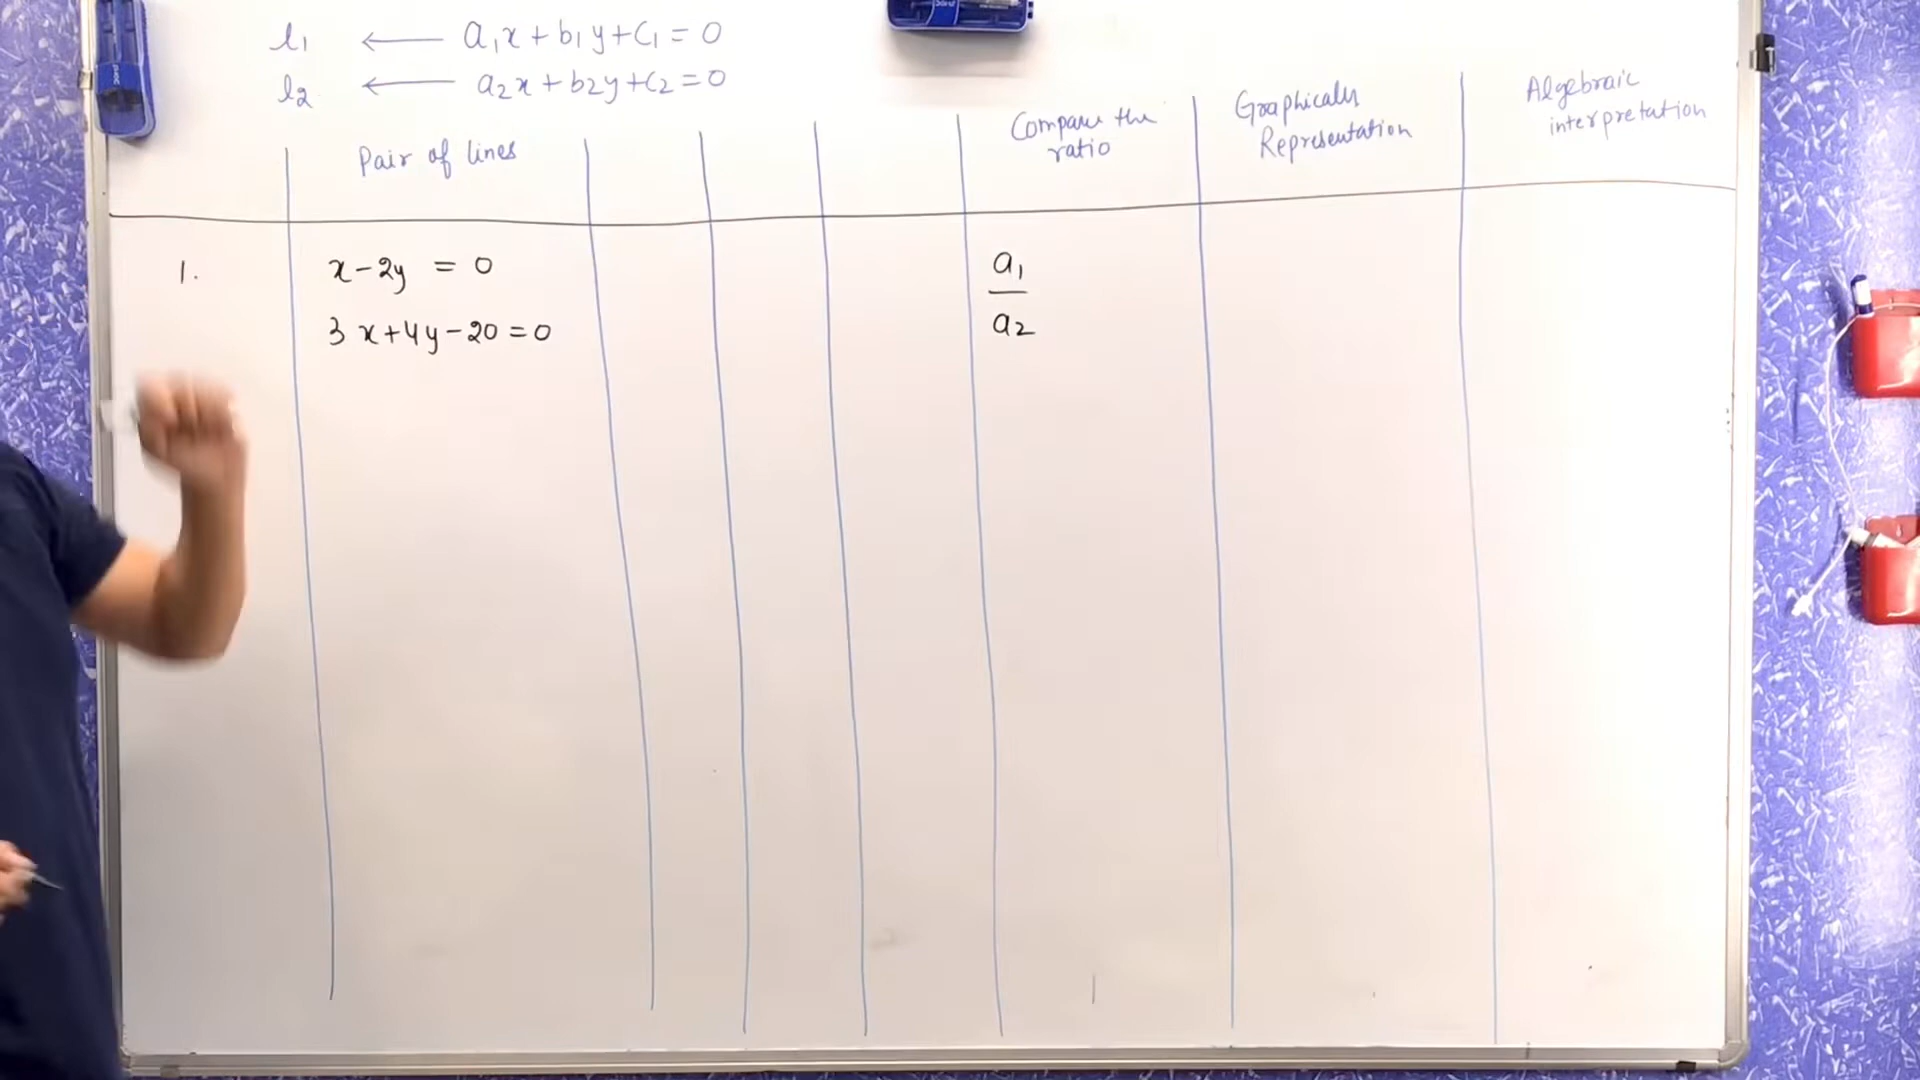 l₁ ← a₁x + b₁y + c₁ = 0
l₂ ← a₂x + b₂y + c₂ = 0
Pair of lines
Compare the
ratio
Graphically
Representation
Algebraic
interpretation
1.
x - 2y = 0
3x + 4y - 20 = 0
a₁
a₂